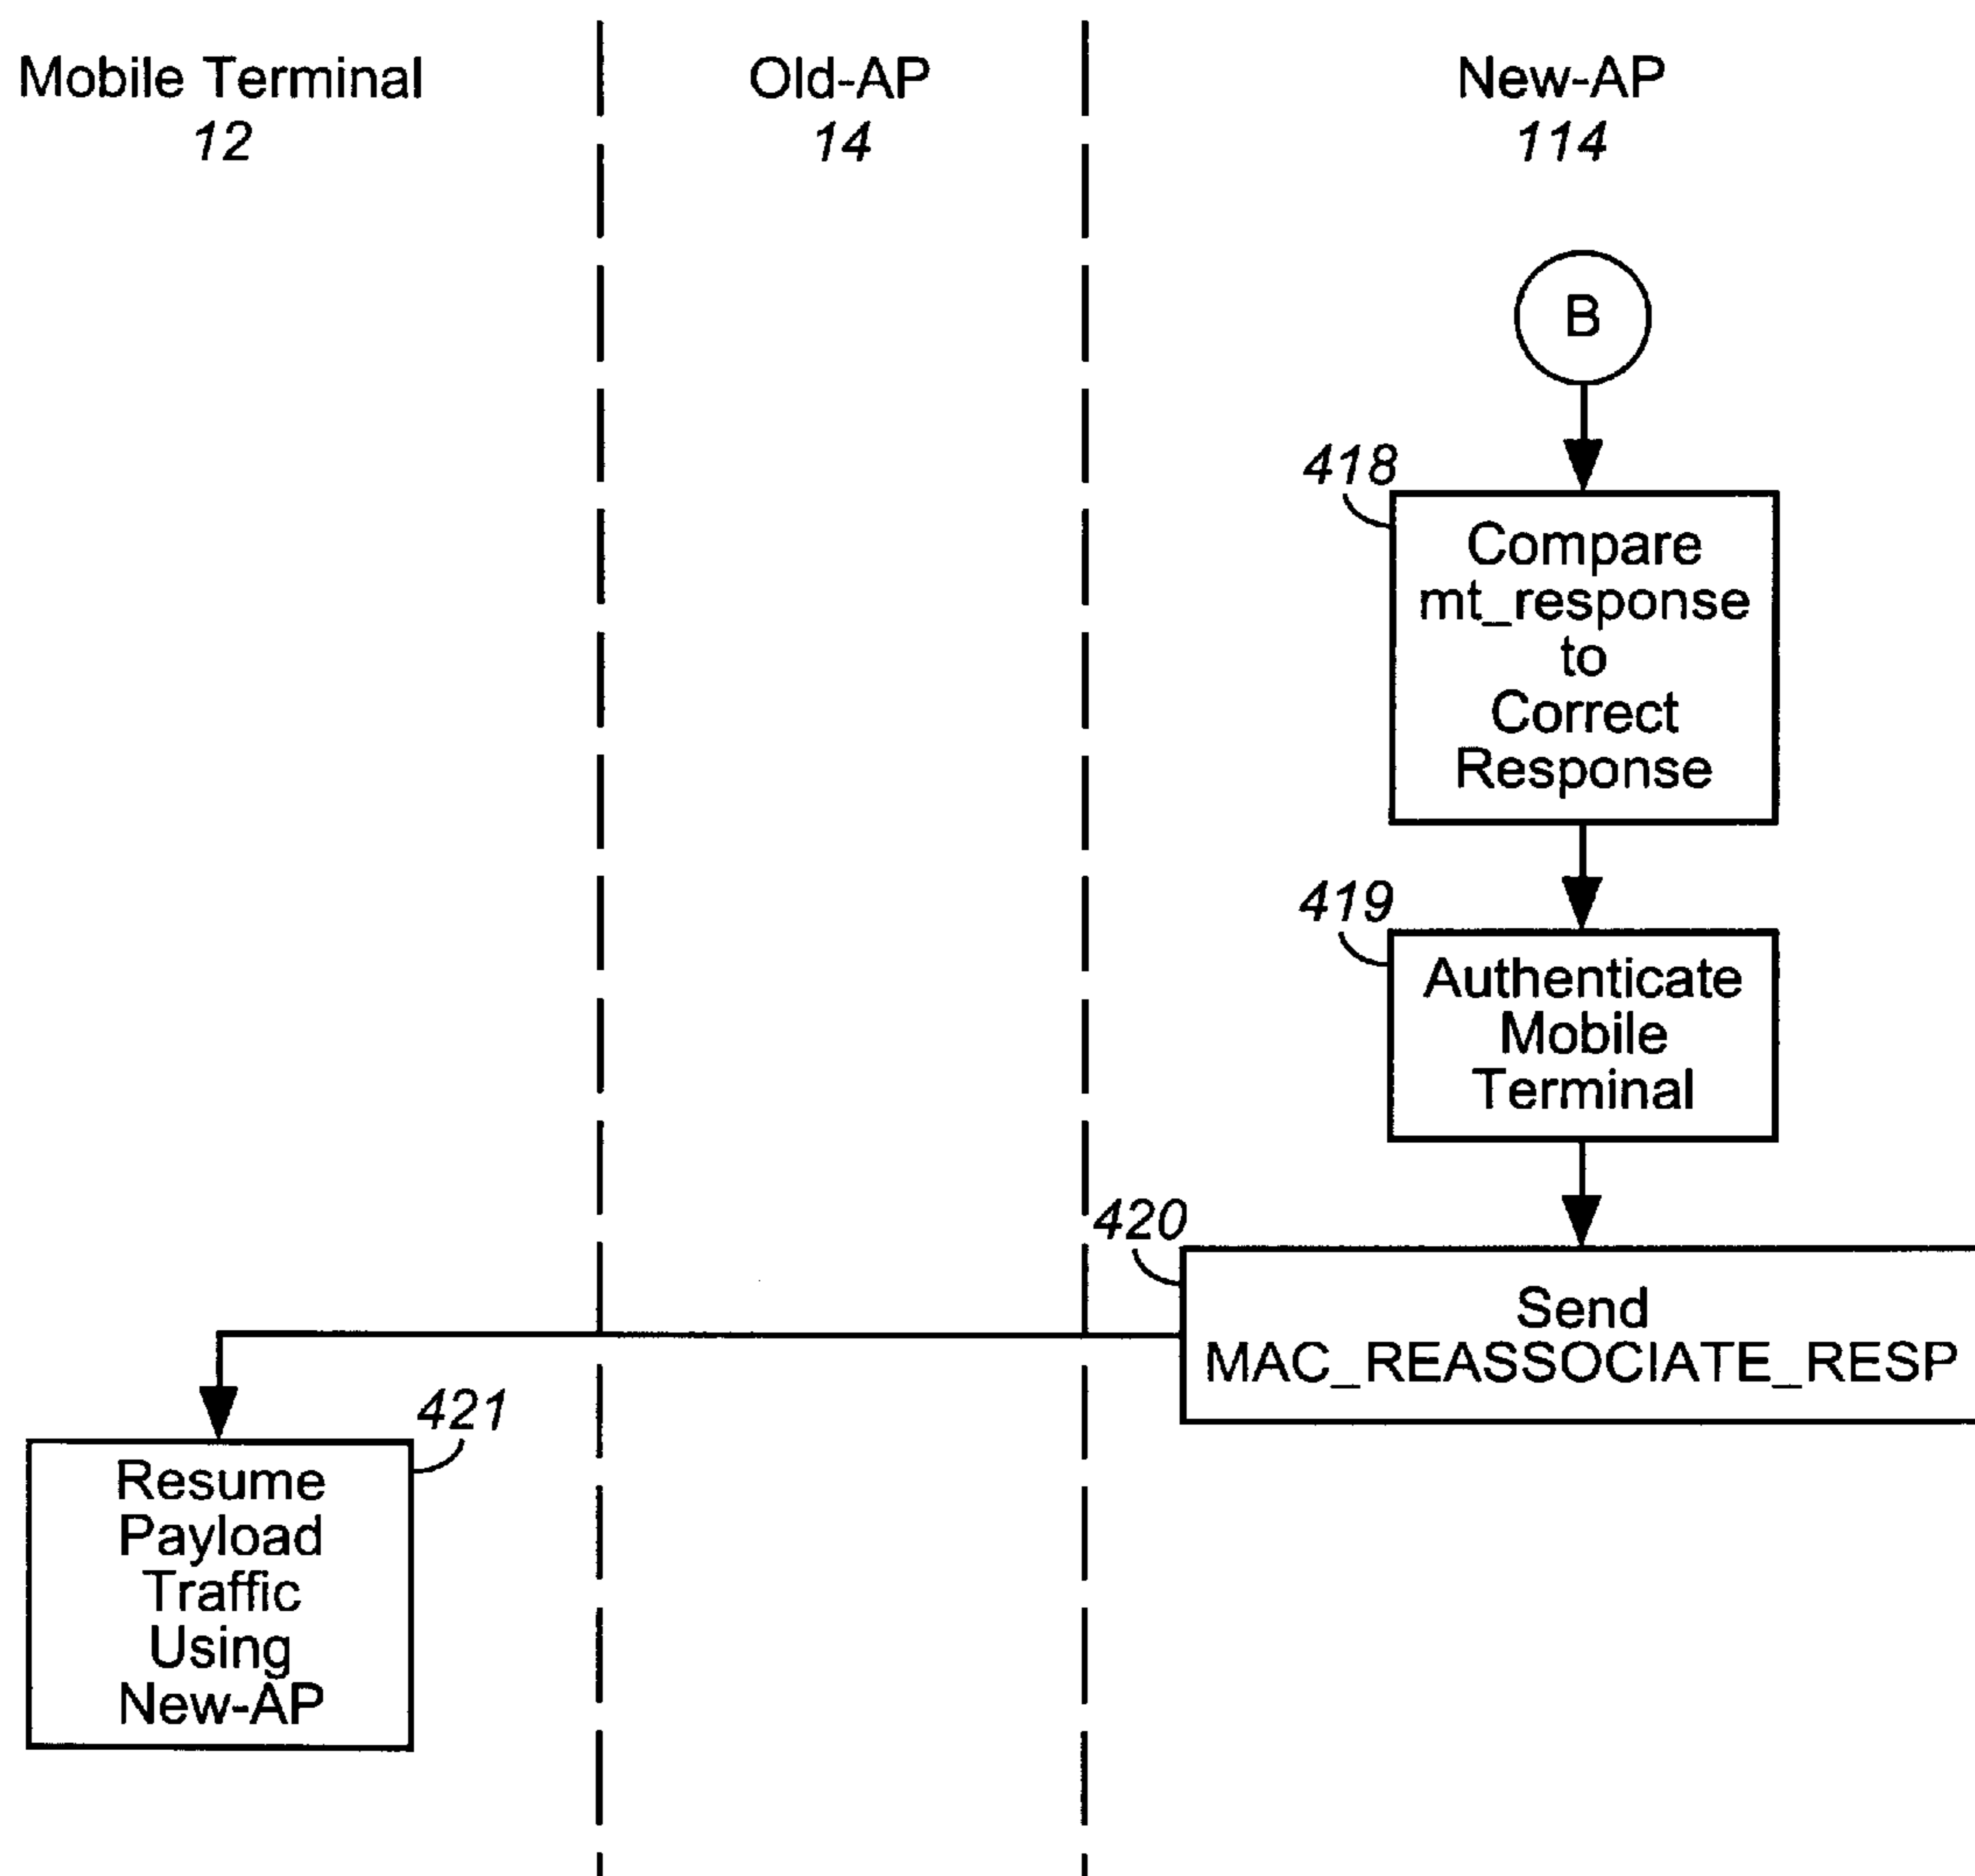 Mobile Terminal
12
Old-AP
14
New-AP
114
B
418
Compare
mt_response
to
Correct
Response
419
Authenticate
Mobile
Terminal
420
Send
MAC_REASSOCIATE_RESP
421
Resume
Payload
Traffic
Using
New-AP